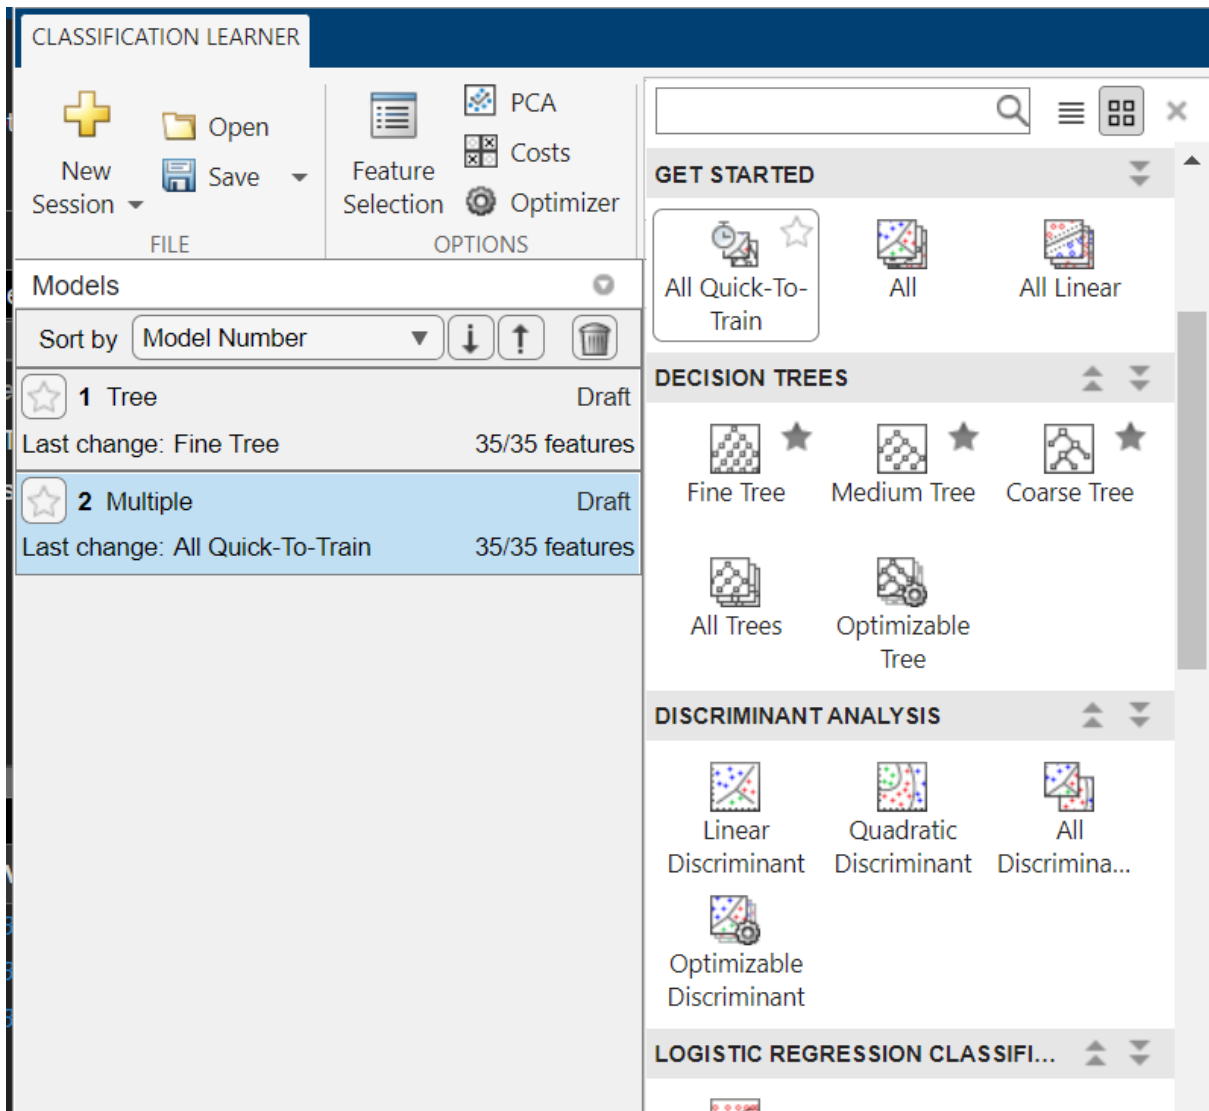 CLASSIFICATION LEARNER
New
Session
Open
Save
FILE
Feature
Selection
PCA
Costs
Optimizer
OPTIONS
Models
Sort by Model Number
1 Tree Draft
Last change: Fine Tree 35/35 features
2 Multiple Draft
Last change: All Quick-To-Train 35/35 features
GET STARTED
All Quick-To-
Train
All
All Linear
DECISION TREES
Fine Tree
Medium Tree
Coarse Tree
All Trees
Optimizable
Tree
DISCRIMINANT ANALYSIS
Linear
Discriminant
Quadratic
Discriminant
All
Discrimina...
Optimizable
Discriminant
LOGISTIC REGRESSION CLASSIFI...